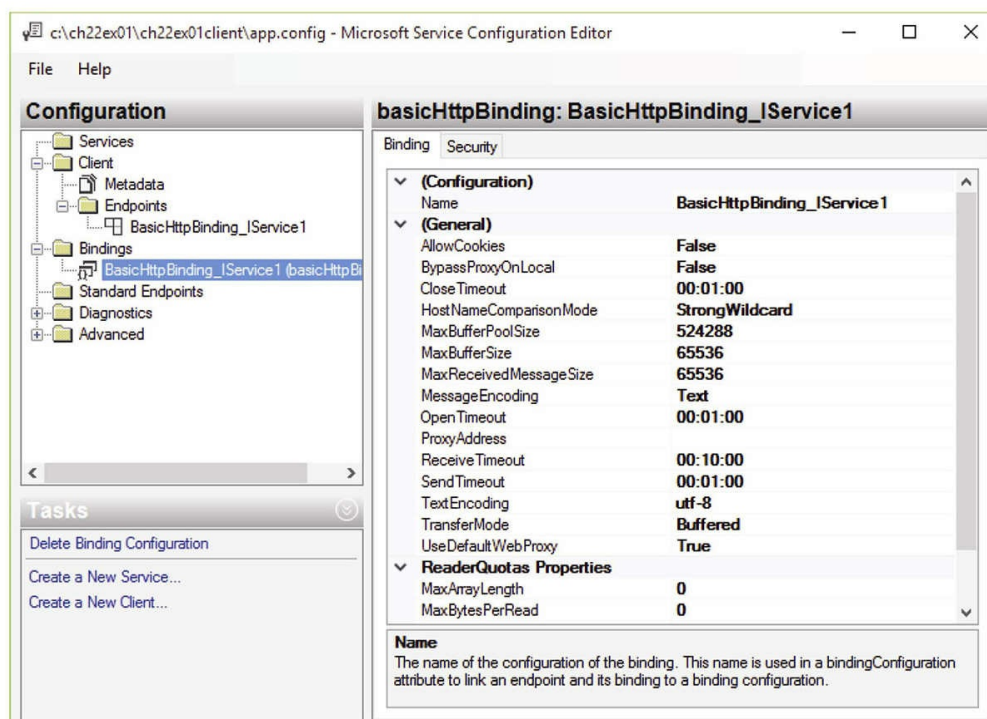 c:\ch22ex01\ch22ex01client\app.config - Microsoft Service Configuration Editor
File Help
Configuration
Services
Client
Metadata
Endpoints
BasicHttpBinding_IService1
Bindings
BasicHttpBinding_IService1 (basicHttpBi
Standard Endpoints
Diagnostics
Advanced
Tasks
Delete Binding Configuration
Create a New Service...
Create a New Client...
basicHttpBinding: BasicHttpBinding_IService1
Binding Security
(Configuration)
Name BasicHttpBinding_IService1
(General)
AllowCookies False
BypassProxyOnLocal False
CloseTimeout 00:01:00
HostNameComparisonMode StrongWildcard
MaxBufferPoolSize 524288
MaxBufferSize 65536
MaxReceivedMessageSize 65536
MessageEncoding Text
OpenTimeout 00:01:00
ProxyAddress
ReceiveTimeout 00:10:00
SendTimeout 00:01:00
TextEncoding utf-8
TransferMode Buffered
UseDefaultWebProxy True
ReaderQuotas Properties
MaxArrayLength 0
MaxBytesPerRead 0
Name
The name of the configuration of the binding. This name is used in a bindingConfiguration
attribute to link an endpoint and its binding to a binding configuration.